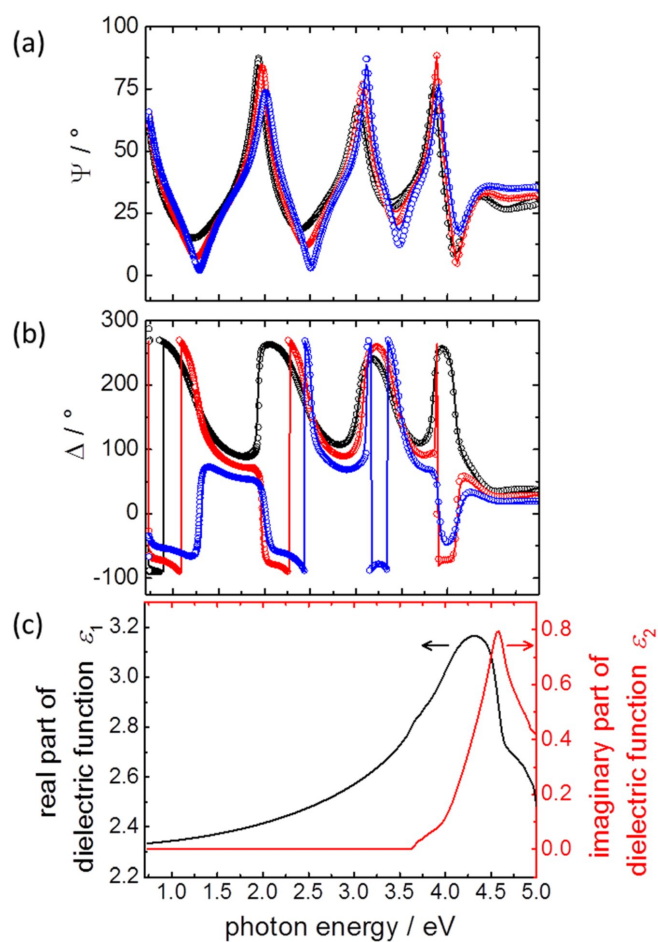 (a)
100
75
50
25
0
Ψ / °
(b)
300
200
100
0
-100
Δ / °
(c)
3.2
3.0
2.8
2.6
2.4
2.2
real part of
dielectric function ε1
0.8
0.6
0.4
0.2
0.0
imaginary part of
dielectric function ε2
1.0 1.5 2.0 2.5 3.0 3.5 4.0 4.5 5.0
photon energy / eV